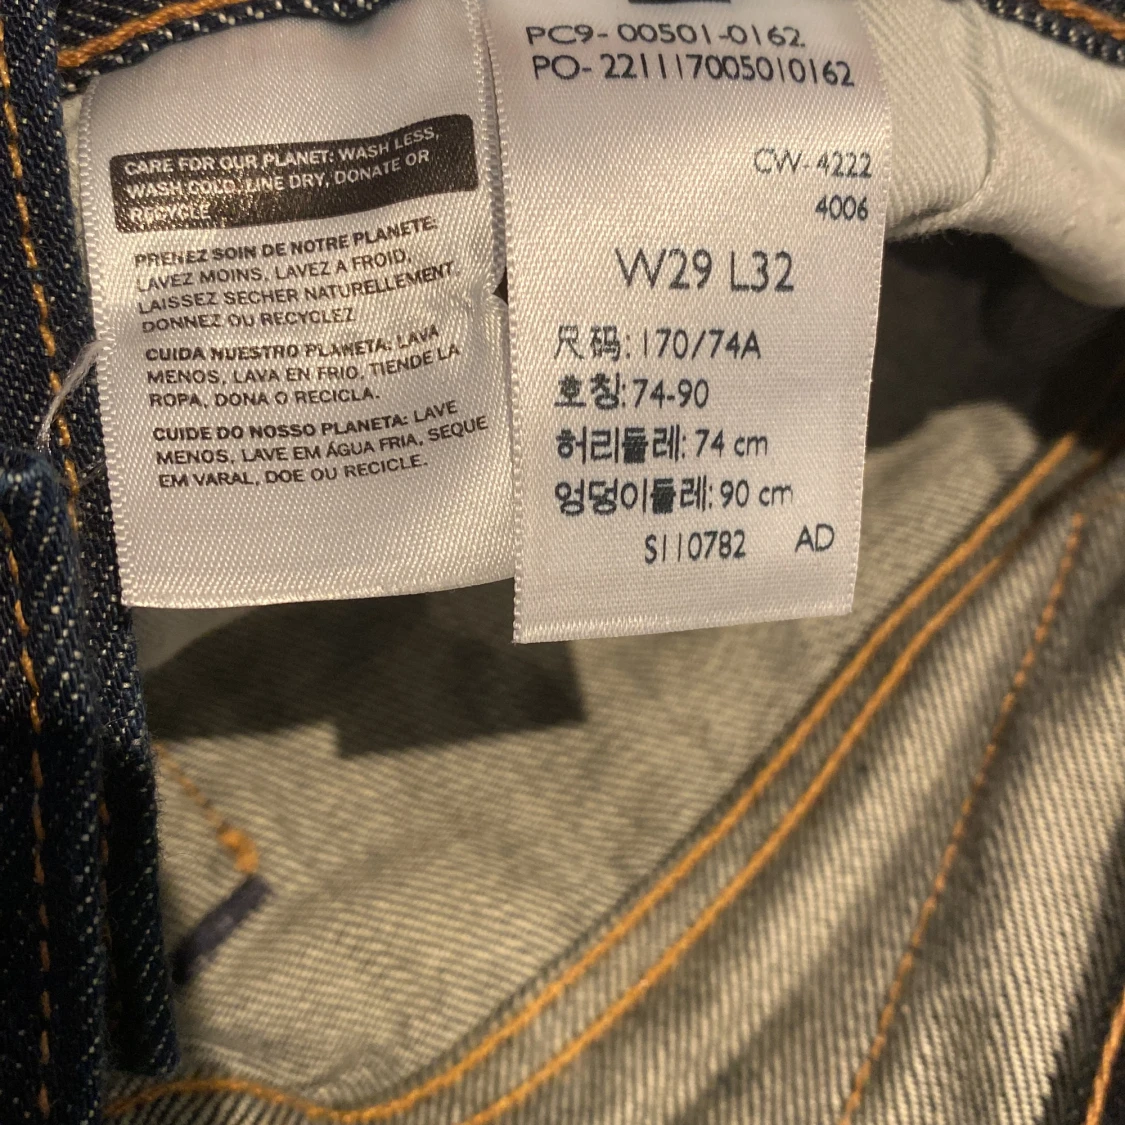 CARE FOR OUR PLANET: WASH LESS,
WASH COLD, LINE DRY, DONATE OR
RECYCLE
PRENEZ SOIN DE NOTRE PLANETE:
LAVEZ MOINS, LAVEZ A FROID,
LAISSEZ SECHER NATURELLEMENT
DONNEZ OU RECYCLEZ
CUIDA NUESTRO PLANETA: LAVA
MENOS, LAVA EN FRIO, TIENDE LA
ROPA, DONA O RECICLA.
CUIDE DO NOSSO PLANETA: LAVE
MENOS, LAVE EM ÁGUA FRIA, SEQUE
EM VARAL, DOE OU RECICLE.
PC9-00501-0162
PO-2211117005010162
CW-4222
4006
W29 L32
尺码:170/74A
호칭:74-90
허리둘레: 74 cm
엉덩이둘레: 90 cm
S110782 AD